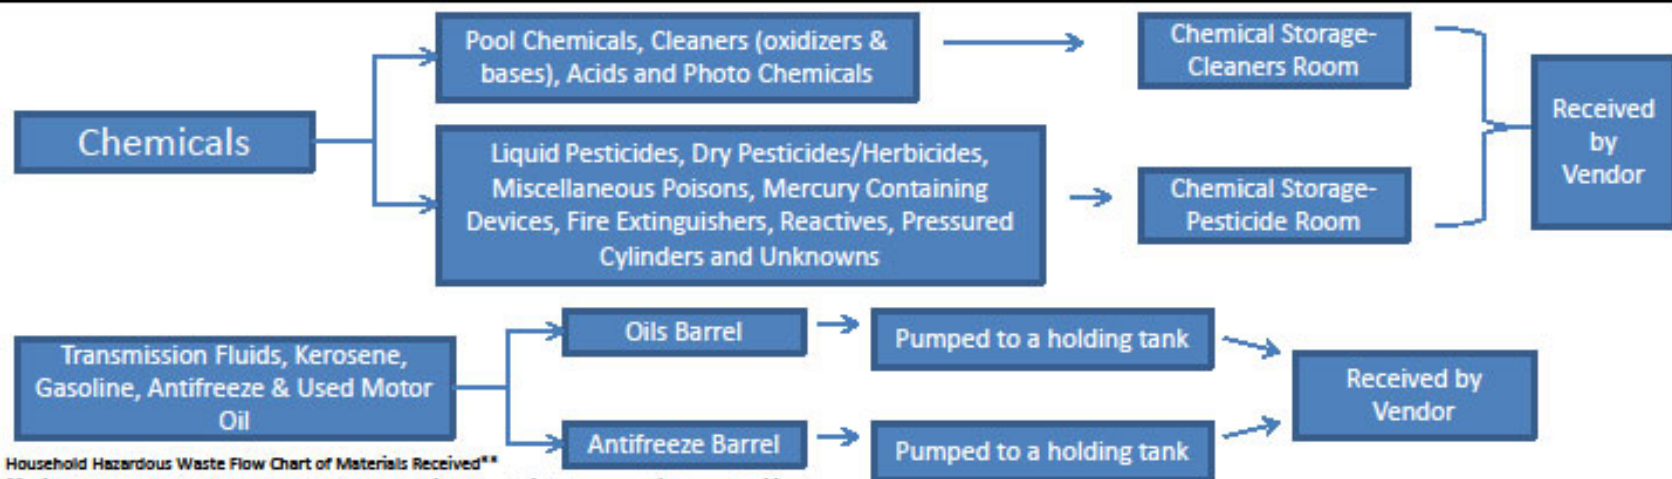 Pool Chemicals, Cleaners (oxidizers &
bases), Acids and Photo Chemicals
Chemical Storage-
Cleaners Room
Chemicals
Liquid Pesticides, Dry Pesticides/Herbicides,
Miscellaneous Poisons, Mercury Containing
Devices, Fire Extinguishers, Reactives, Pressured
Cylinders and Unknowns
Chemical Storage-
Pesticide Room
Received
by
Vendor
Transmission Fluids, Kerosene,
Gasoline, Antifreeze & Used Motor
Oil
Oils Barrel
Pumped to a holding tank
Antifreeze Barrel
Pumped to a holding tank
Received by
Vendor
Household Hazardous Waste Flow Chart of Materials Received**